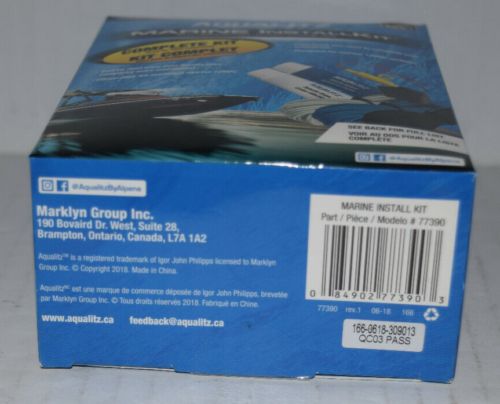 AQUALITZ
MARINE INSTALL KIT
COMPLETE KIT
KIT COMPLET
SEE BACK FOR FULL LIST
VOIR AU DOS POUR LA LISTE
COMPLÈTE
@AqualitzByAlpena
@AqualitzByAlpena
Marklyn Group Inc.
190 Bovaird Dr. West, Suite 28,
Brampton, Ontario, Canada, L7A 1A2
Aqualitz™ is a registered trademark of Igor John Philipps licensed to Marklyn
Group Inc. © Copyright 2018. Made in China.
Aqualitz™ est une marque de commerce déposée de Igor John Philipps, brevetée
par Marklyn Group Inc. © Tous droits réservés 2018. Fabriqué en China.
www.aqualitz.ca feedback@aqualitz.ca
MARINE INSTALL KIT
Part / Pièce / Modelo # 77390
0 84902 77390 3
77390 rev.1 06-18 166
166-0618-309013
QC03 PASS